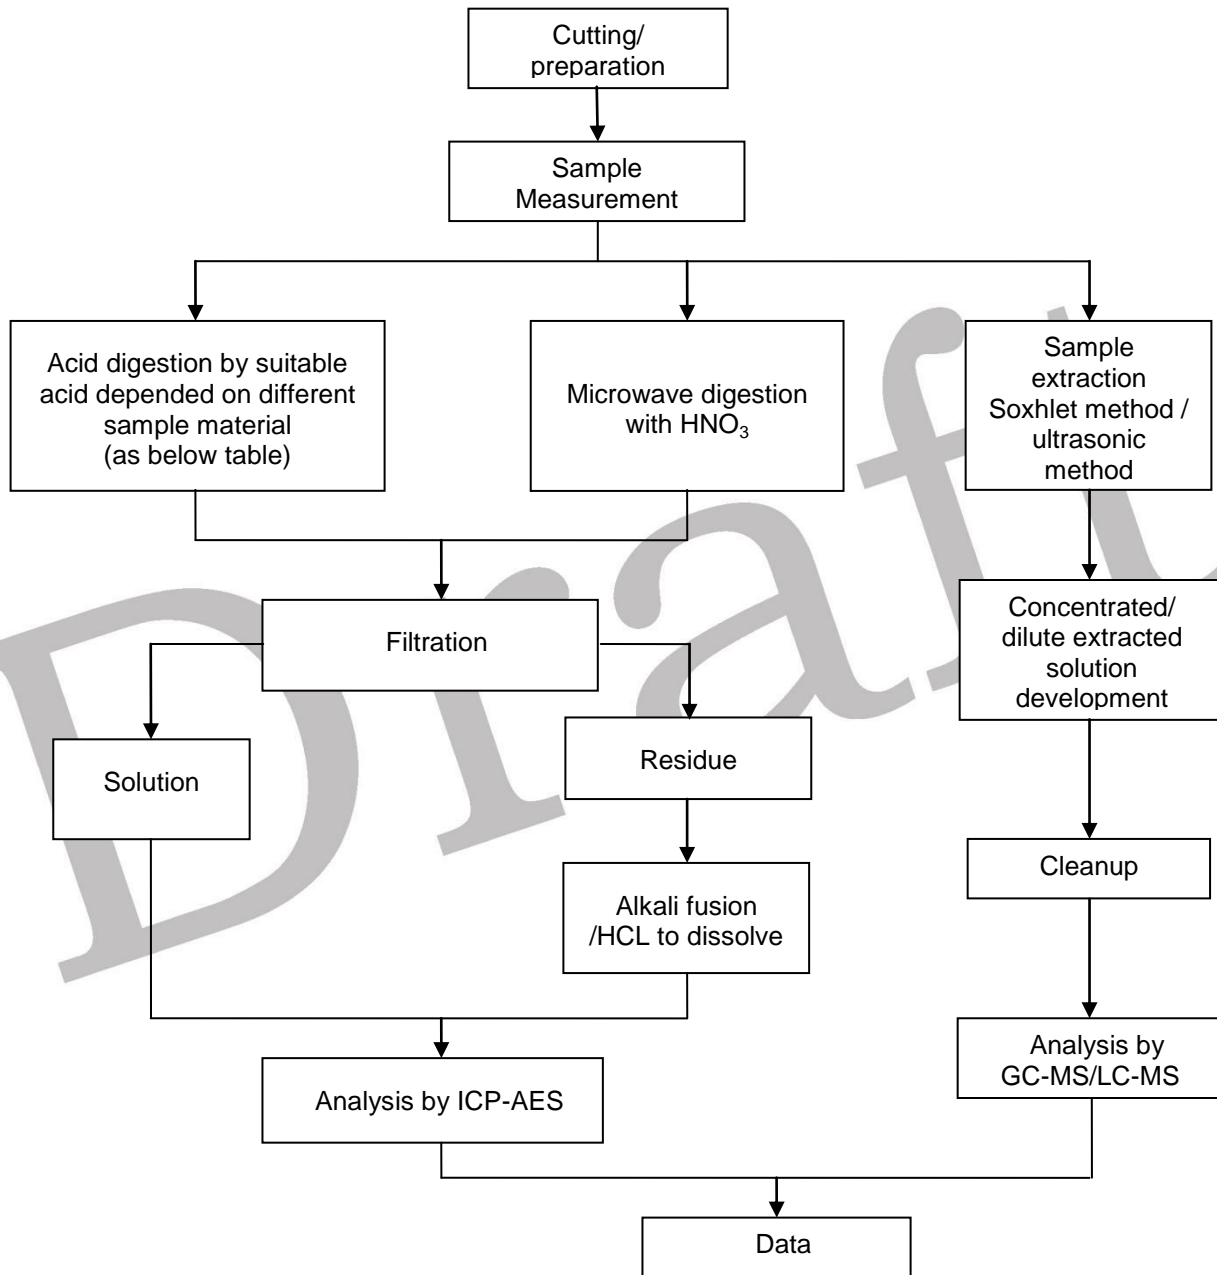 Cutting/
preparation
Sample
Measurement
Acid digestion by suitable
acid depended on different
sample material
(as below table)
Microwave digestion
with HNO₃
Sample
extraction
Soxhlet method /
ultrasonic
method
Filtration
Concentrated/
dilute extracted
solution
development
Solution
Residue
Cleanup
Alkali fusion
/HCL to dissolve
Analysis by ICP-AES
Analysis by
GC-MS/LC-MS
Data
Draft